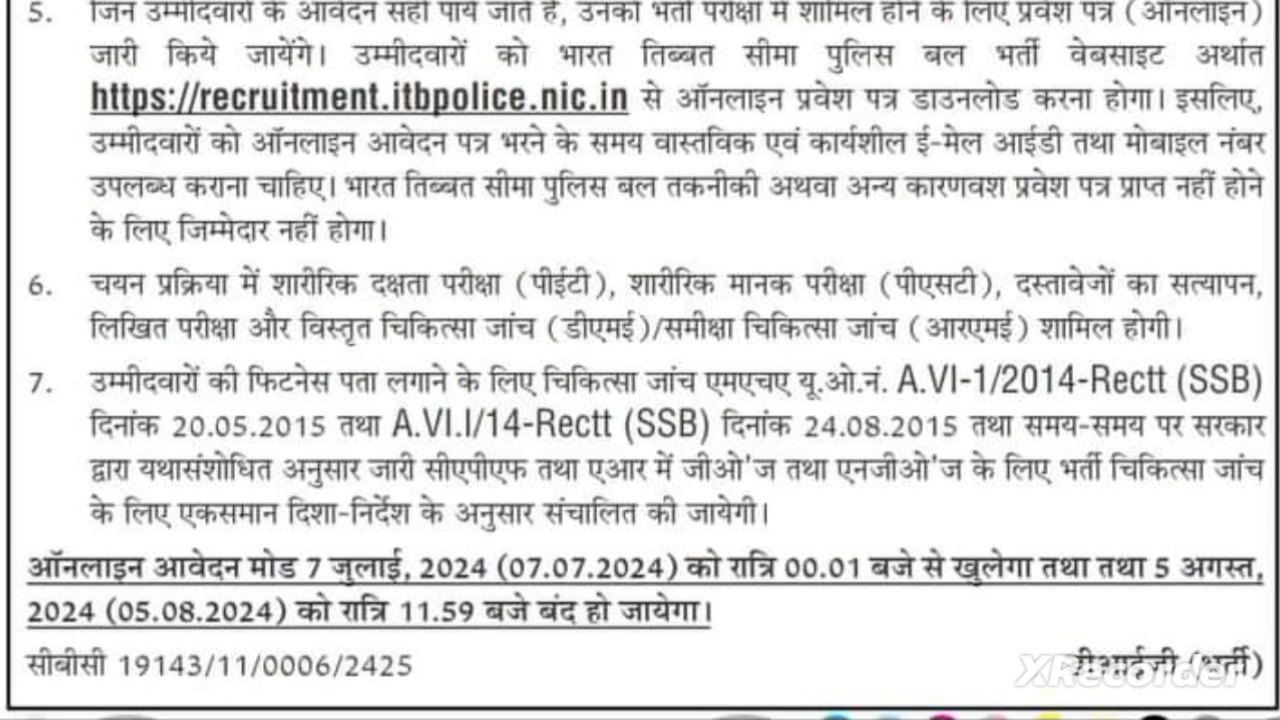 5. जिन उम्मीदवारों के आवेदन सही पाये जाते हैं, उनको भर्ती परीक्षा में शामिल होने के लिए प्रवेश पत्र (ऑनलाइन)
जारी किये जायेंगे। उम्मीदवारों को भारत तिब्बत सीमा पुलिस बल भर्ती वेबसाइट अर्थात
https://recruitment.itbpolice.nic.in से ऑनलाइन प्रवेश पत्र डाउनलोड करना होगा। इसलिए,
उम्मीदवारों को ऑनलाइन आवेदन पत्र भरने के समय वास्तविक एवं कार्यशील ई-मेल आईडी तथा मोबाइल नंबर
उपलब्ध कराना चाहिए। भारत तिब्बत सीमा पुलिस बल तकनीकी अथवा अन्य कारणवश प्रवेश पत्र प्राप्त नहीं होने
के लिए जिम्मेदार नहीं होगा।
6. चयन प्रक्रिया में शारीरिक दक्षता परीक्षा (पीईटी), शारीरिक मानक परीक्षा (पीएसटी), दस्तावेजों का सत्यापन,
लिखित परीक्षा और विस्तृत चिकित्सा जांच (डीएमई)/समीक्षा चिकित्सा जांच (आरएमई) शामिल होगी।
7. उम्मीदवारों की फिटनेस पता लगाने के लिए चिकित्सा जांच एमएचए यू.ओ.नं. A.VI-1/2014-Rectt (SSB)
दिनांक 20.05.2015 तथा A.VI.I/14-Rectt (SSB) दिनांक 24.08.2015 तथा समय-समय पर सरकार
द्वारा यथासंशोधित अनुसार जारी सीएपीएफ तथा एआर में जीओ'ज तथा एनजीओ'ज के लिए भर्ती चिकित्सा जांच
के लिए एकसमान दिशा-निर्देश के अनुसार संचालित की जायेगी।
ऑनलाइन आवेदन मोड 7 जुलाई, 2024 (07.07.2024) को रात्रि 00.01 बजे से खुलेगा तथा तथा 5 अगस्त,
2024 (05.08.2024) को रात्रि 11.59 बजे बंद हो जायेगा।
सीबीसी 19143/11/0006/2425
डीआईजी (भर्ती)
XRecorder